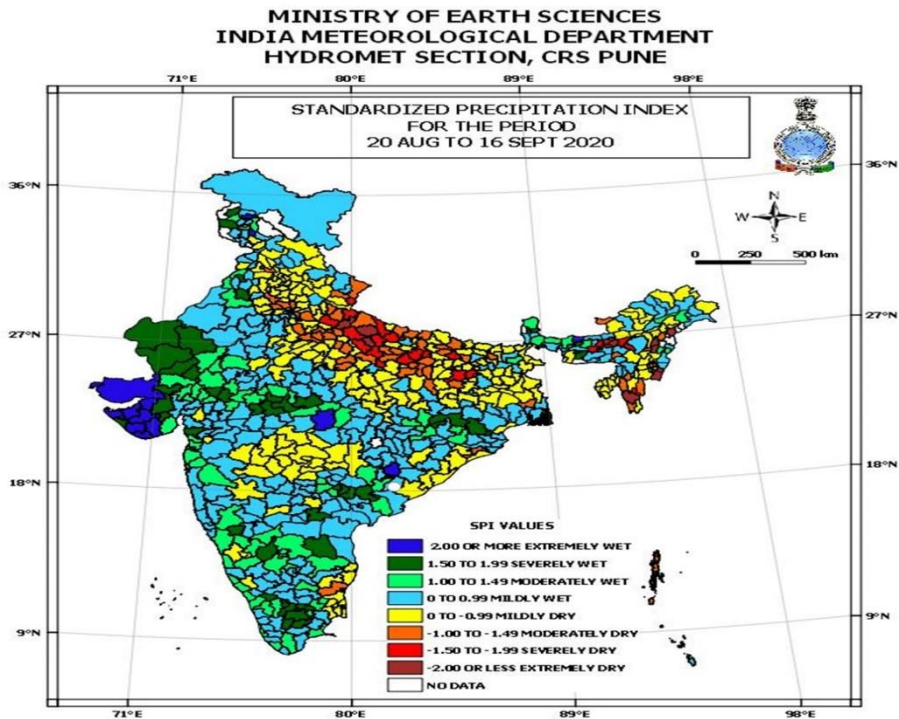 MINISTRY OF EARTH SCIENCES
INDIA METEOROLOGICAL DEPARTMENT
HYDROMET SECTION, CRS PUNE
71°E 80°E 89°E 98°E
STANDARDIZED PRECIPITATION INDEX
FOR THE PERIOD
20 AUG TO 16 SEPT 2020
36°N 36°N
N
W E
S
0 250 500 km
27°N 27°N
18°N 18°N
SPI VALUES
2.00 OR MORE EXTREMELY WET
1.50 TO 1.99 SEVERELY WET
1.00 TO 1.49 MODERATELY WET
0 TO 0.99 MILDLY WET
0 TO -0.99 MILDLY DRY
-1.00 TO -1.49 MODERATELY DRY
-1.50 TO -1.99 SEVERELY DRY
-2.00 OR LESS EXTREMELY DRY
NO DATA
9°N 9°N
71°E 80°E 89°E 98°E